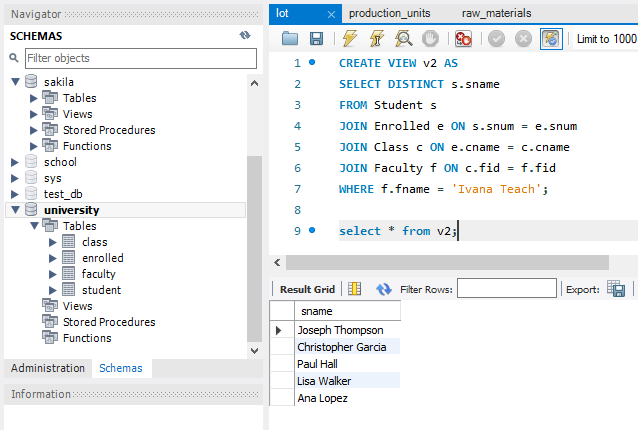 Navigator
SCHEMAS
Filter objects
sakila
Tables
Views
Stored Procedures
Functions
school
sys
test_db
university
Tables
class
enrolled
faculty
student
Views
Stored Procedures
Functions
Administration Schemas
Information
lot production_units raw_materials
Limit to 1000
1 CREATE VIEW v2 AS
2 SELECT DISTINCT s.sname
3 FROM Student s
4 JOIN Enrolled e ON s.snum = e.snum
5 JOIN Class c ON e.cname = c.cname
6 JOIN Faculty f ON c.fid = f.fid
7 WHERE f.fname = 'Ivana Teach';
8
9 select * from v2;
Result Grid Filter Rows: Export:
sname
Joseph Thompson
Christopher Garcia
Paul Hall
Lisa Walker
Ana Lopez